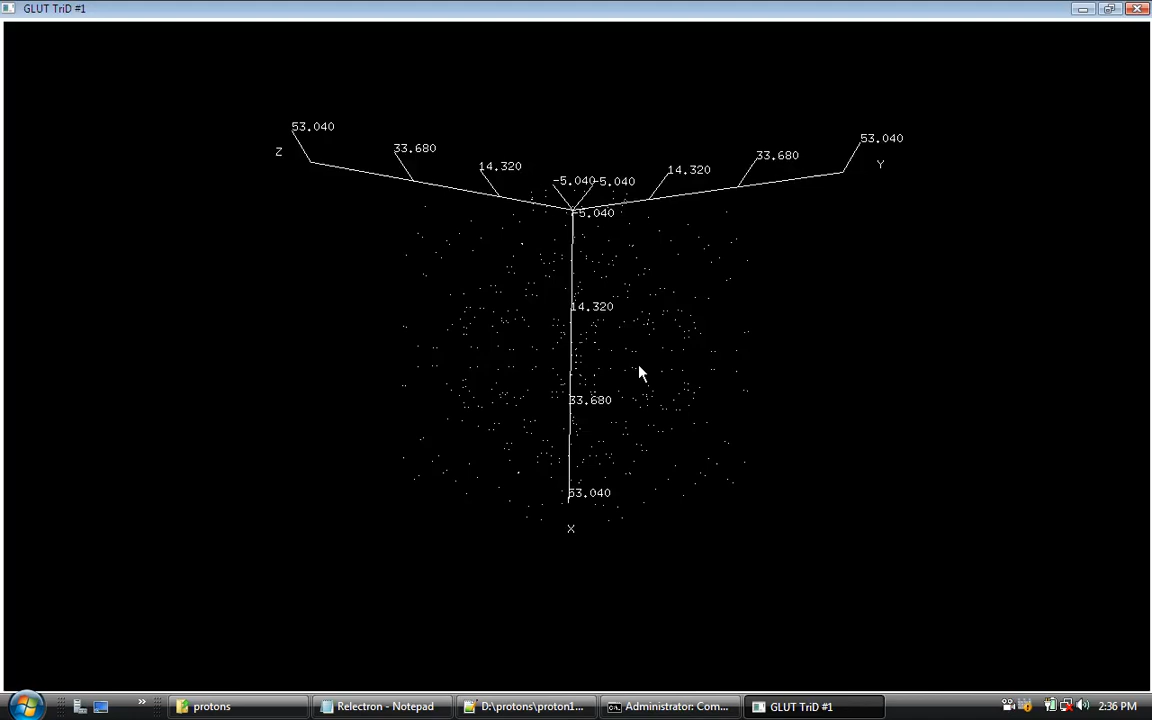 GLUT TriD #1
53.040
Z
33.680
14.320
-5.040
-5.040
14.320
33.680
53.040
Y
-5.040
14.320
33.680
53.040
X
protons
Relectron - Notepad
D:\protons\proton1...
Administrator: Com...
GLUT TriD #1
2:36 PM